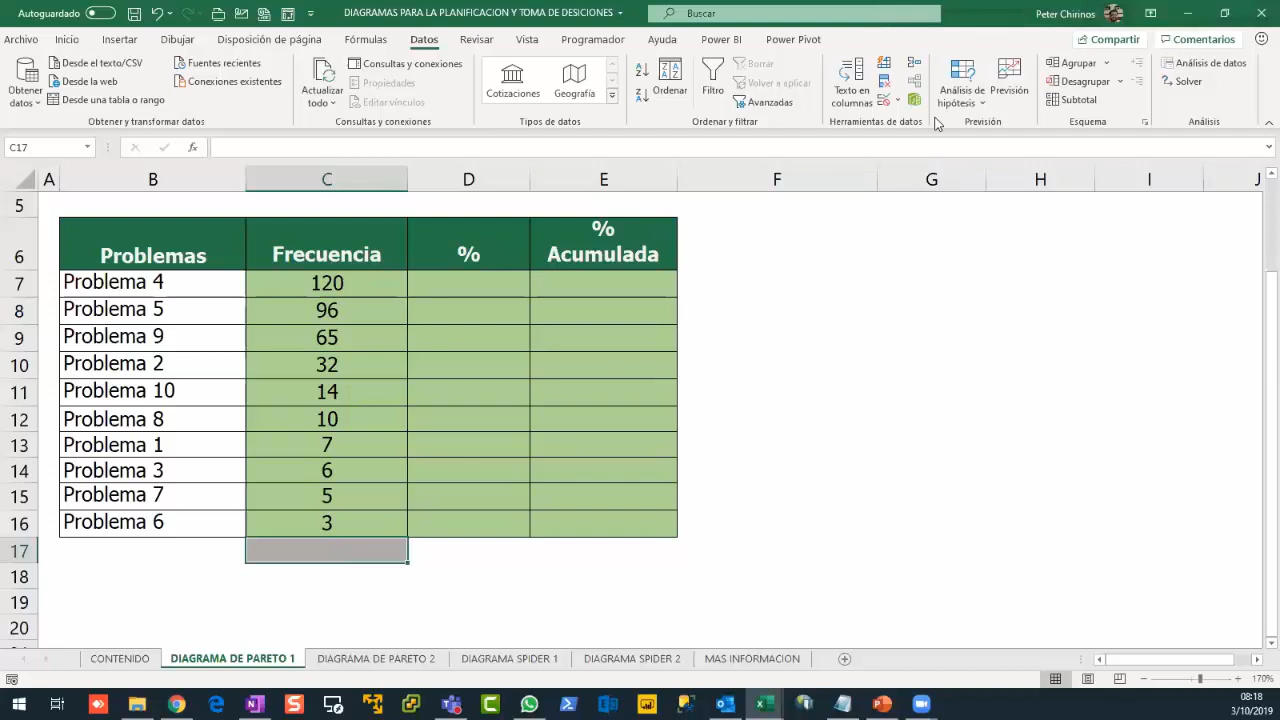 Autoguardado
DIAGRAMAS PARA LA PLANIFICACION Y TOMA DE DESICIONES
Buscar
Peter Chirinos
Archivo Inicio Insertar Dibujar Disposición de página Fórmulas Datos Revisar Vista Programador Ayuda Power BI Power Pivot
Compartir Comentarios
Obtener datos
Desde el texto/CSV
Desde la web
Desde una tabla o rango
Fuentes recientes
Conexiones existentes
Obtener y transformar datos
Actualizar todo
Consultas y conexiones
Propiedades
Editar vínculos
Consultas y conexiones
Cotizaciones Geografía
Tipos de datos
Ordenar
Filtro
Borrar
Volver a aplicar
Avanzadas
Ordenar y filtrar
Texto en columnas
Herramientas de datos
Análisis de hipótesis
Previsión
Previsión
Agrupar
Desagrupar
Subtotal
Esquema
Análisis de datos
Solver
Análisis
C17
fx
A B C D E F G H I J
5
6 Problemas Frecuencia % % Acumulada
7 Problema 4 120
8 Problema 5 96
9 Problema 9 65
10 Problema 2 32
11 Problema 10 14
12 Problema 8 10
13 Problema 1 7
14 Problema 3 6
15 Problema 7 5
16 Problema 6 3
17
18
19
20
CONTENIDO DIAGRAMA DE PARETO 1 DIAGRAMA DE PARETO 2 DIAGRAMA SPIDER 1 DIAGRAMA SPIDER 2 MAS INFORMACION
170%
08:18
3/10/2019